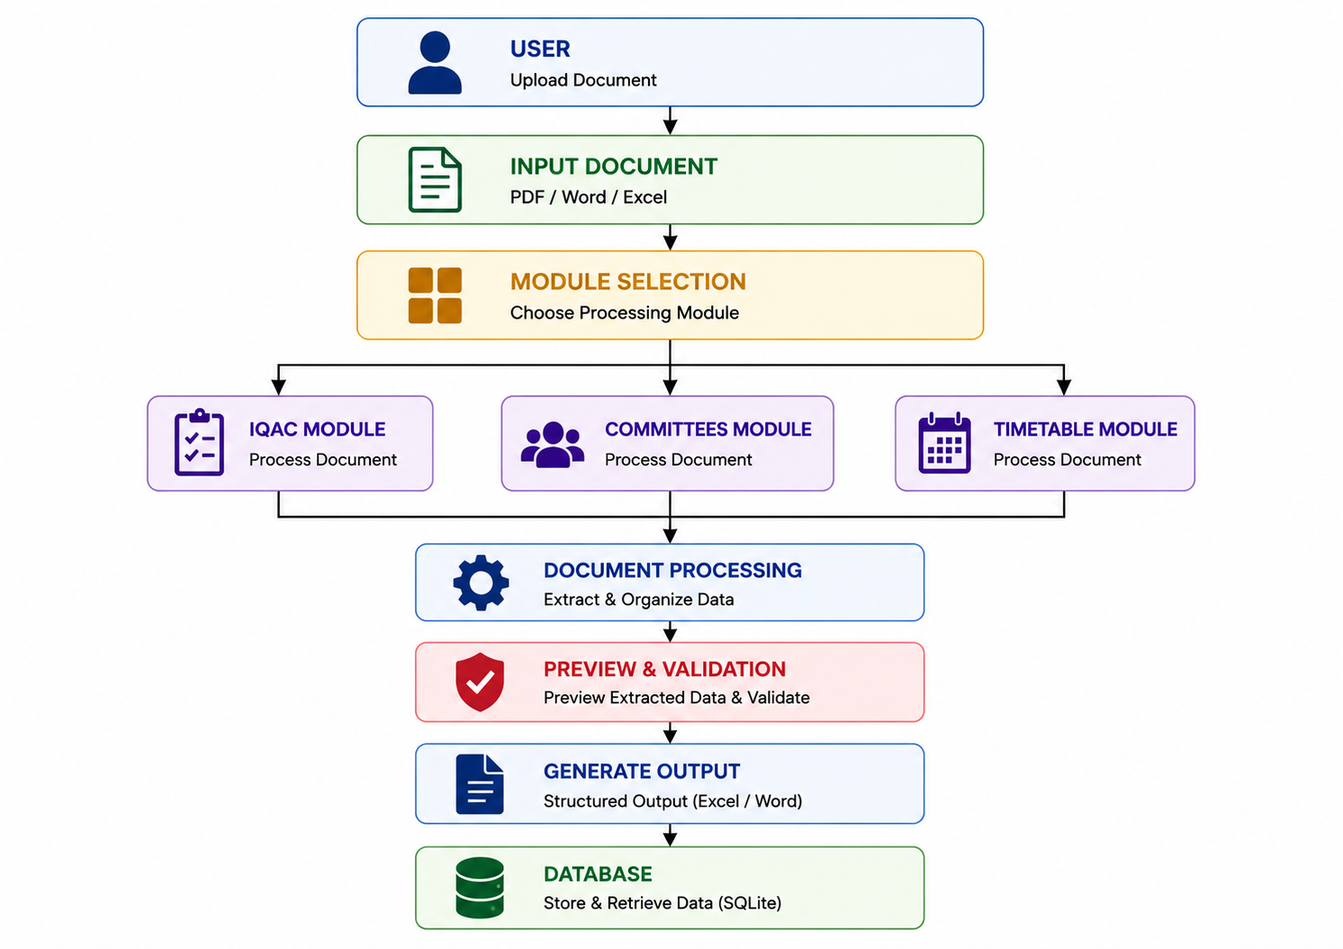 USER
Upload Document
INPUT DOCUMENT
PDF / Word / Excel
MODULE SELECTION
Choose Processing Module
IQAC MODULE
Process Document
COMMITTEES MODULE
Process Document
TIMETABLE MODULE
Process Document
DOCUMENT PROCESSING
Extract & Organize Data
PREVIEW & VALIDATION
Preview Extracted Data & Validate
GENERATE OUTPUT
Structured Output (Excel / Word)
DATABASE
Store & Retrieve Data (SQLite)